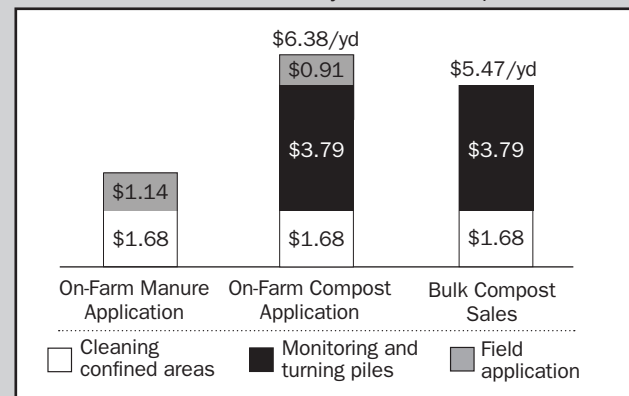 $6.38/yd
$0.91
$5.47/yd
$3.79
$3.79
$1.14
$1.68
$1.68
$1.68
On-Farm Manure Application
On-Farm Compost Application
Bulk Compost Sales
Cleaning confined areas
Monitoring and turning piles
Field application